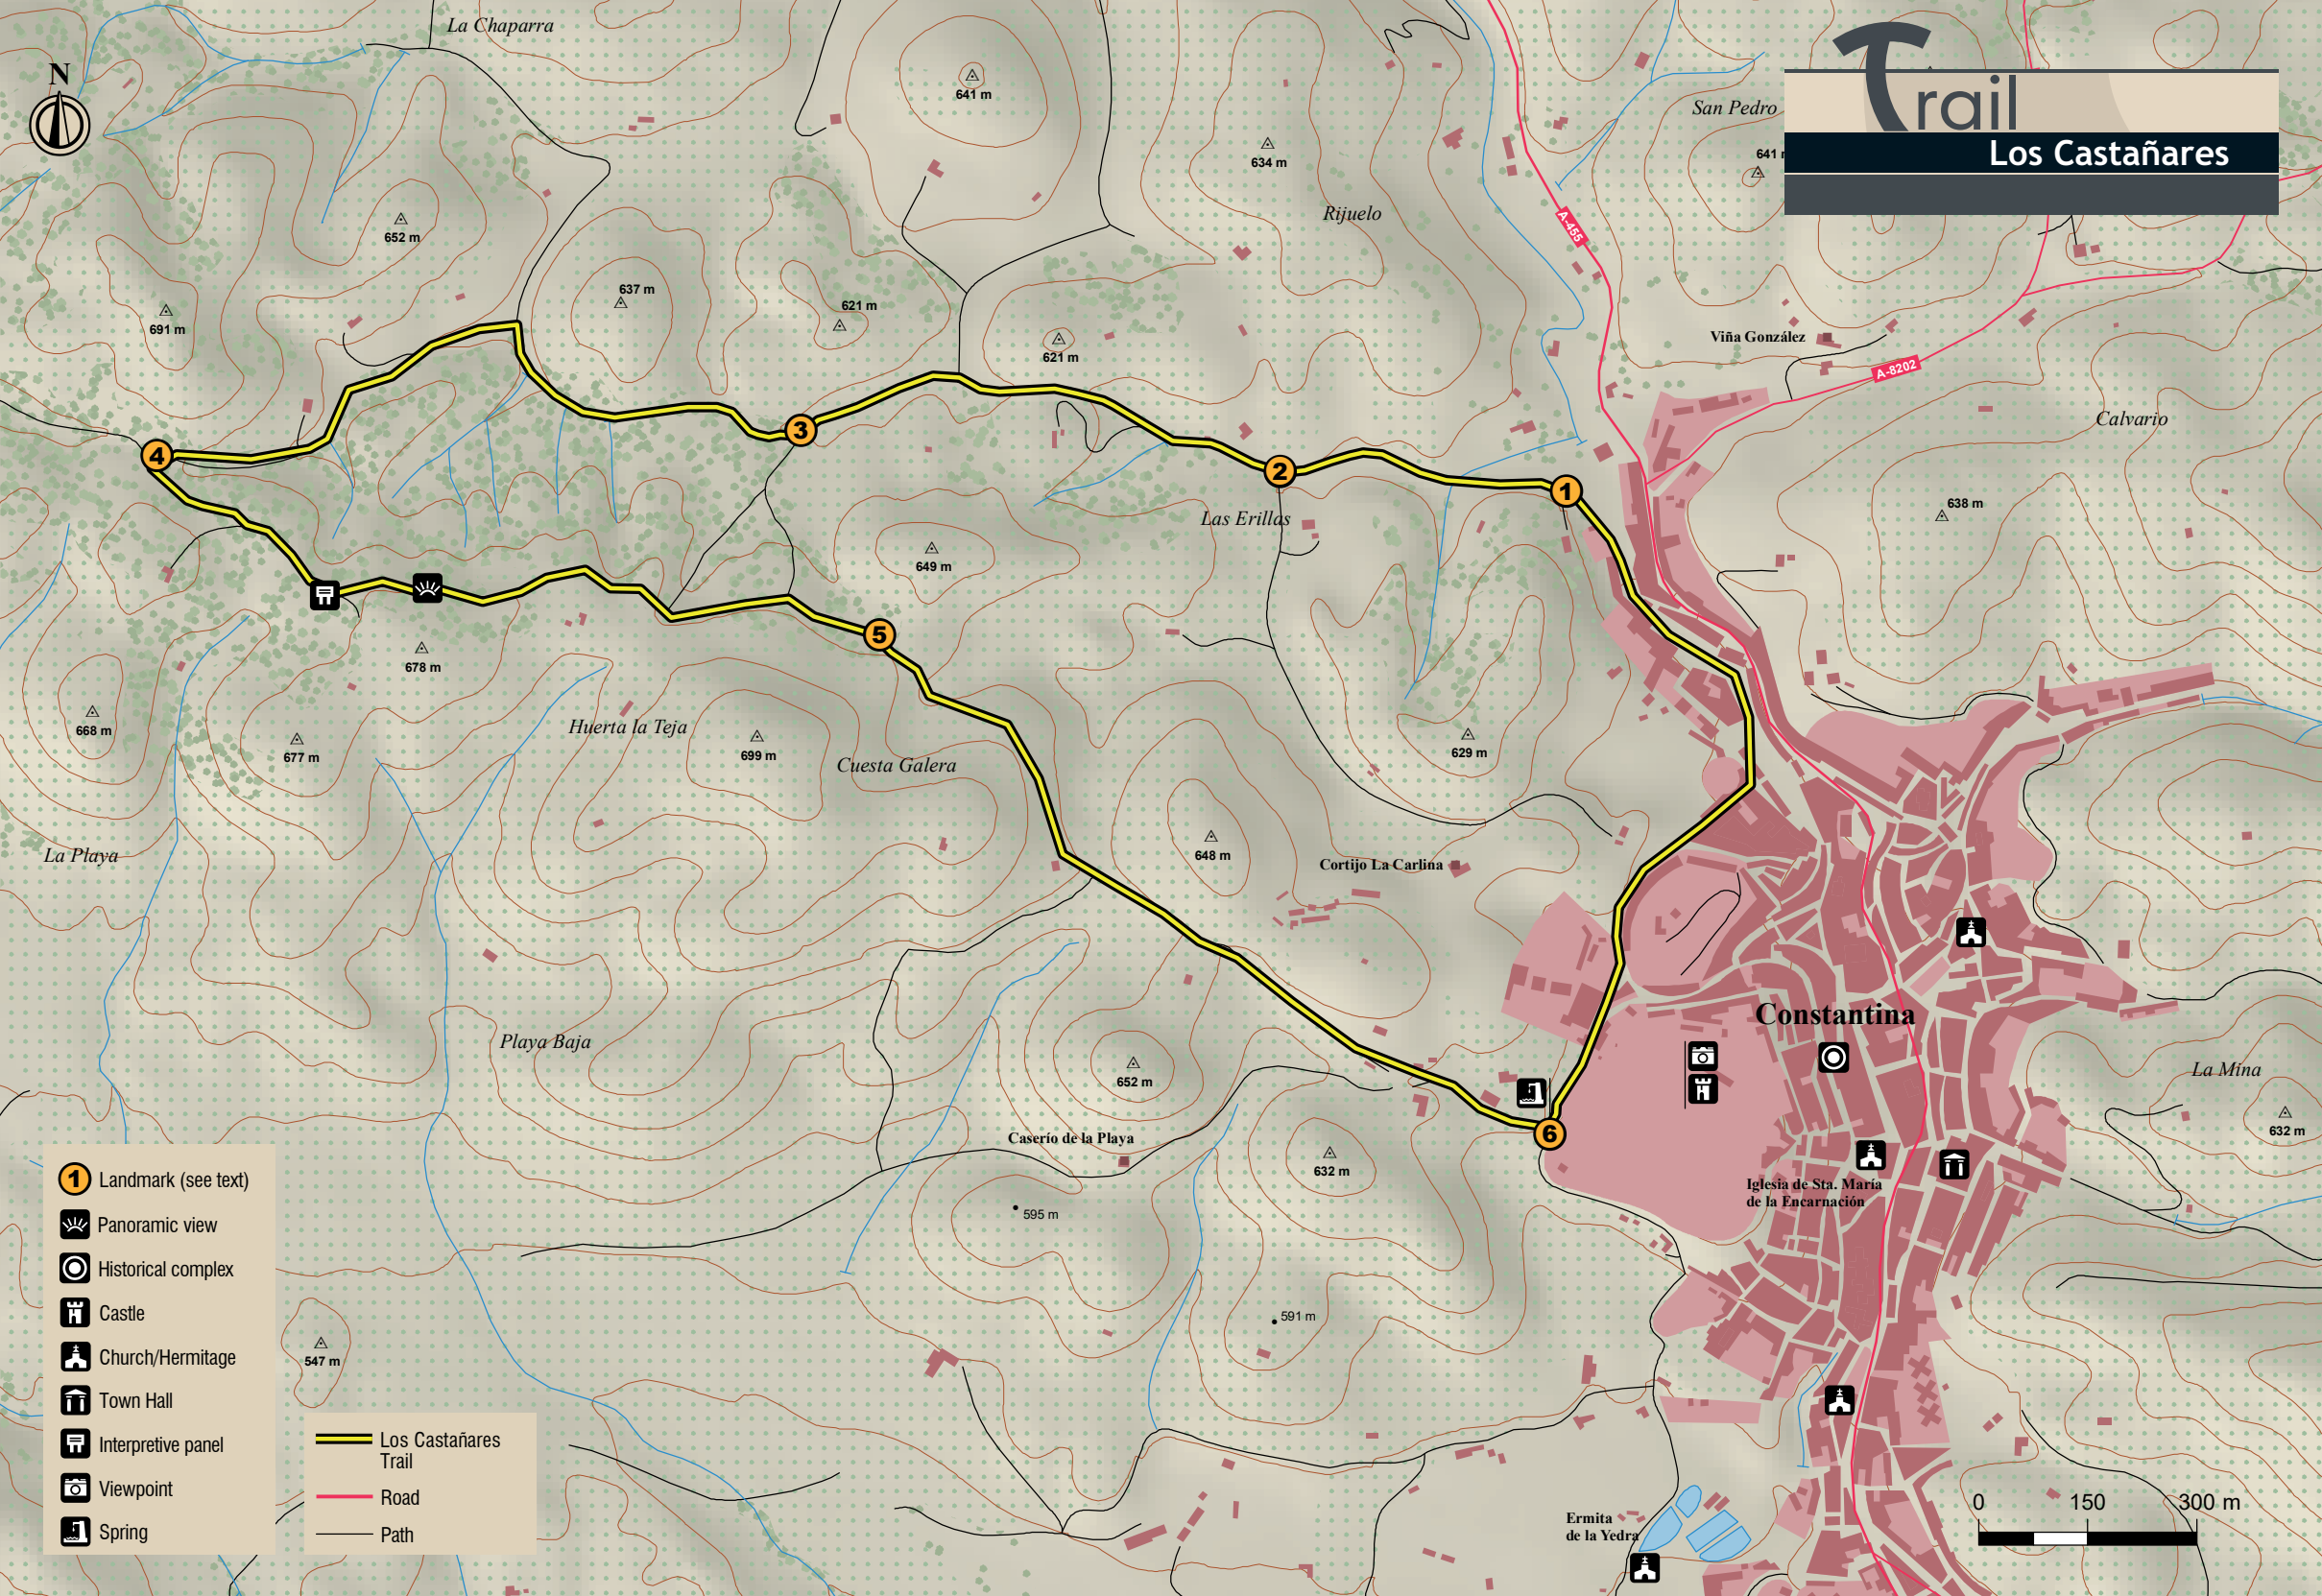 Trail
Los Castañares
N
La Chaparra
641 m
634 m
San Pedro
641 m
Rijuelo
A-455
652 m
637 m
621 m
691 m
621 m
Viña González
A-8202
Calvario
3
4
2
1
638 m
Las Erillas
649 m
5
678 m
668 m
677 m
Huerta la Teja
699 m
Cuesta Galera
629 m
La Playa
648 m
Cortijo La Carlina
Constantina
Playa Baja
652 m
La Mina
632 m
6
Caserío de la Playa
632 m
Iglesia de Sta. María
de la Encarnación
595 m
591 m
547 m
1 Landmark (see text)
Panoramic view
Historical complex
Castle
Church/Hermitage
Town Hall
Interpretive panel
Viewpoint
Spring
Los Castañares
Trail
Road
Path
Ermita
de la Yedra
0 150 300 m